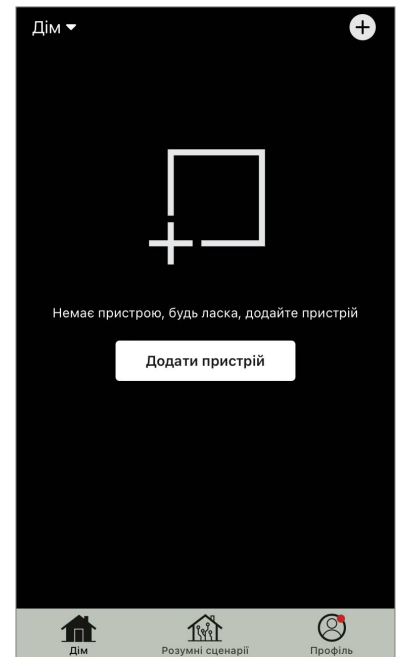 Дім
Немає пристрою, будь ласка, додайте пристрій
Додати пристрій
Дім
Розумні сценарії
Профіль